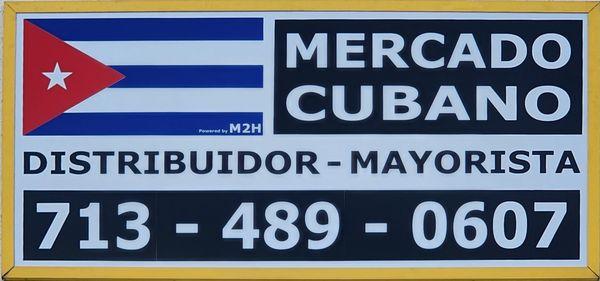 MERCADO
CUBANO
Powered by M2H
DISTRIBUIDOR - MAYORISTA
713 - 489 - 0607